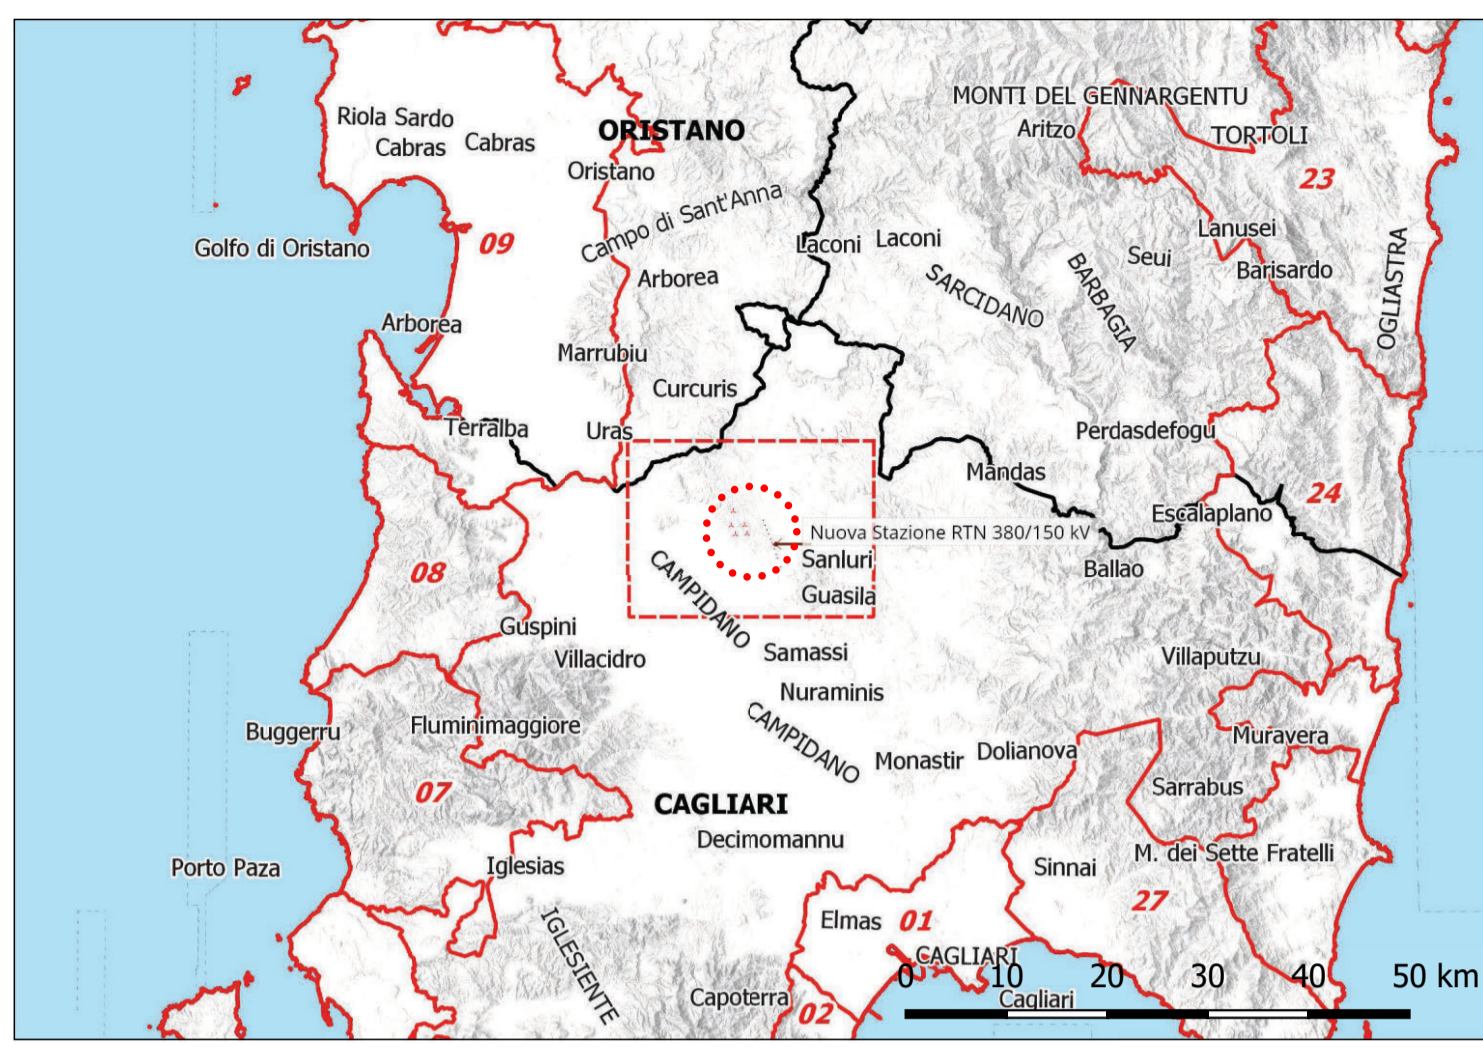 MONTI DEL GENNARGENTU
Riola Sardo
Cabras
Cabras
ORISTANO
Aritzo
TORTOLI
Oristano
23
Campo di Sant'Anna
Golfo di Oristano
09
Laconi
Laconi
Lanusei
Seui
Barisardo
Arborea
SARCIDANO
BARBAGIA
OGLIASTRA
Arborea
Marrubiu
Curcuris
Terralba
Uras
Perdasdefogu
Mandas
24
Escalaplano
Nuova Stazione RTN 380/150 kV
Sanluri
08
Ballao
CAMPIDANO
Guasila
Guspini
Villacidro
Samassi
Villaputzu
Nuraminis
Buggerru
Fluminimaggiore
CAMPIDANO
Muravera
Monastir
Dolianova
07
Sarrabus
CAGLIARI
Decimomannu
Porto Paza
Iglesias
Sinnai
M. dei Sette Fratelli
IGLESIENTE
Elmas
01
27
CAGLIARI
Capoterra
02
Cagliari
0 10 20 30 40 50 km